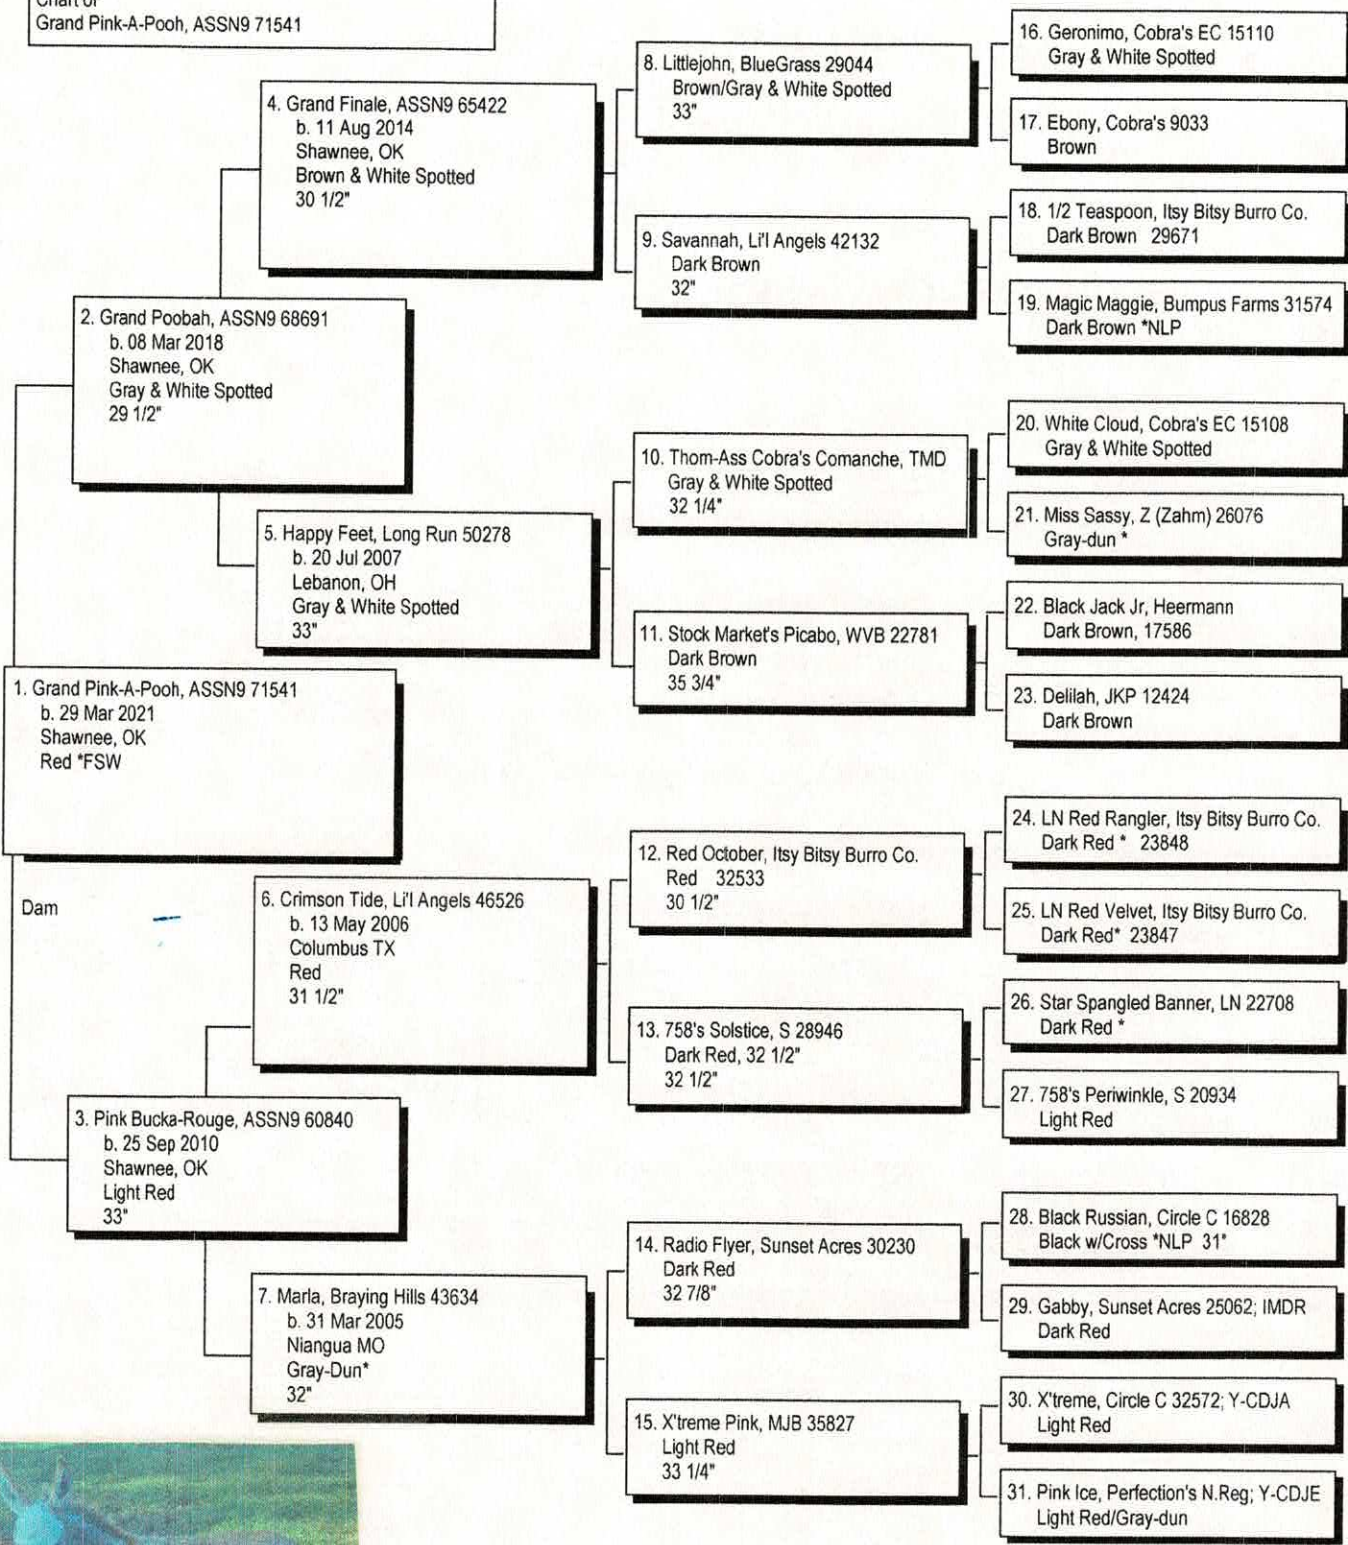 Chart of
Grand Pink-A-Pooh, ASSN9 71541
1. Grand Pink-A-Pooh, ASSN9 71541
b. 29 Mar 2021
Shawnee, OK
Red *FSW
Dam
2. Grand Poobah, ASSN9 68691
b. 08 Mar 2018
Shawnee, OK
Gray & White Spotted
29 1/2"
3. Pink Bucka-Rouge, ASSN9 60840
b. 25 Sep 2010
Shawnee, OK
Light Red
33"
4. Grand Finale, ASSN9 65422
b. 11 Aug 2014
Shawnee, OK
Brown & White Spotted
30 1/2"
5. Happy Feet, Long Run 50278
b. 20 Jul 2007
Lebanon, OH
Gray & White Spotted
33"
6. Crimson Tide, Li'l Angels 46526
b. 13 May 2006
Columbus TX
Red
31 1/2"
7. Marla, Braying Hills 43634
b. 31 Mar 2005
Niangua MO
Gray-Dun*
32"
8. Littlejohn, BlueGrass 29044
Brown/Gray & White Spotted
33"
9. Savannah, Li'l Angels 42132
Dark Brown
32"
10. Thom-Ass Cobra's Comanche, TMD
Gray & White Spotted
32 1/4"
11. Stock Market's Picabo, WVB 22781
Dark Brown
35 3/4"
12. Red October, Itsy Bitsy Burro Co.
Red 32533
30 1/2"
13. 758's Solstice, S 28946
Dark Red, 32 1/2"
32 1/2"
14. Radio Flyer, Sunset Acres 30230
Dark Red
32 7/8"
15. X'treme Pink, MJB 35827
Light Red
33 1/4"
16. Geronimo, Cobra's EC 15110
Gray & White Spotted
17. Ebony, Cobra's 9033
Brown
18. 1/2 Teaspoon, Itsy Bitsy Burro Co.
Dark Brown 29671
19. Magic Maggie, Bumpus Farms 31574
Dark Brown *NLP
20. White Cloud, Cobra's EC 15108
Gray & White Spotted
21. Miss Sassy, Z (Zahm) 26076
Gray-dun *
22. Black Jack Jr, Heermann
Dark Brown, 17586
23. Delilah, JKP 12424
Dark Brown
24. LN Red Rangler, Itsy Bitsy Burro Co.
Dark Red * 23848
25. LN Red Velvet, Itsy Bitsy Burro Co.
Dark Red* 23847
26. Star Spangled Banner, LN 22708
Dark Red *
27. 758's Periwinkle, S 20934
Light Red
28. Black Russian, Circle C 16828
Black w/Cross *NLP 31"
29. Gabby, Sunset Acres 25062; IMDR
Dark Red
30. X'treme, Circle C 32572; Y-CDJA
Light Red
31. Pink Ice, Perfection's N.Reg; Y-CDJE
Light Red/Gray-dun